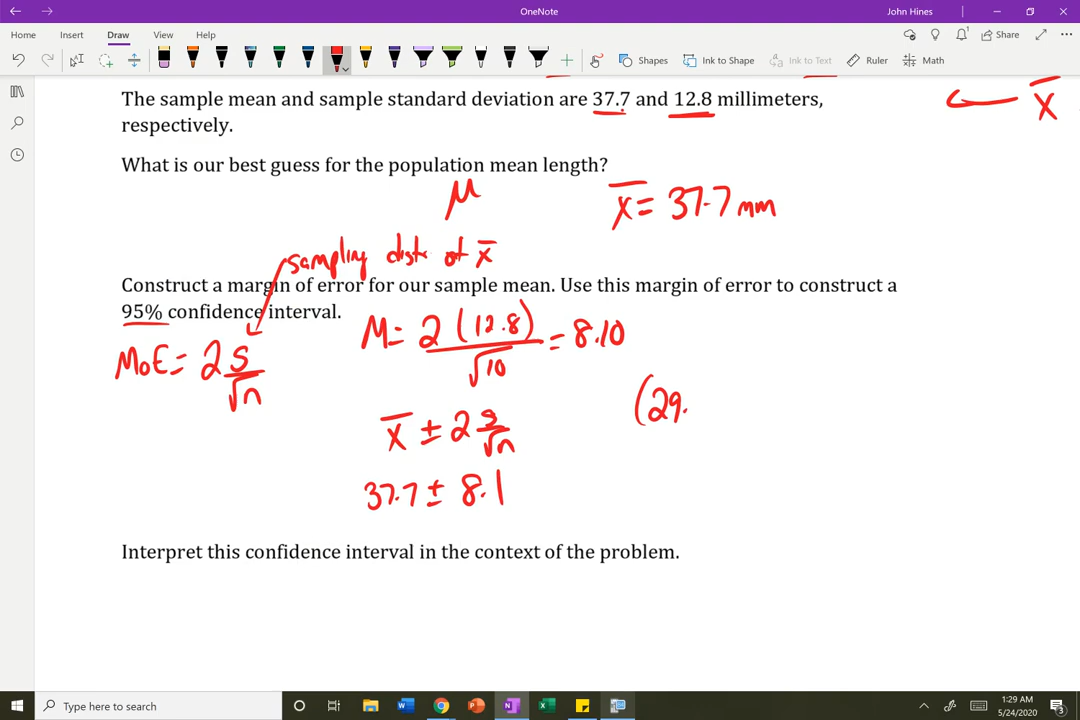 OneNote
John Hines
Home Insert Draw View Help
Share
Shapes Ink to Shape Ink to Text Ruler Math
The sample mean and sample standard deviation are 37.7 and 12.8 millimeters,
respectively.
x̄
What is our best guess for the population mean length?
μ x̄ = 37.7 mm
sampling distn of x̄
Construct a margin of error for our sample mean. Use this margin of error to construct a
95% confidence interval.
MoE = 2 s/√n
M = 2 (12.8)/√10 = 8.10
(29.
x̄ ± 2 s/√n
37.7 ± 8.1
Interpret this confidence interval in the context of the problem.
Type here to search
1:29 AM
5/24/2020
3